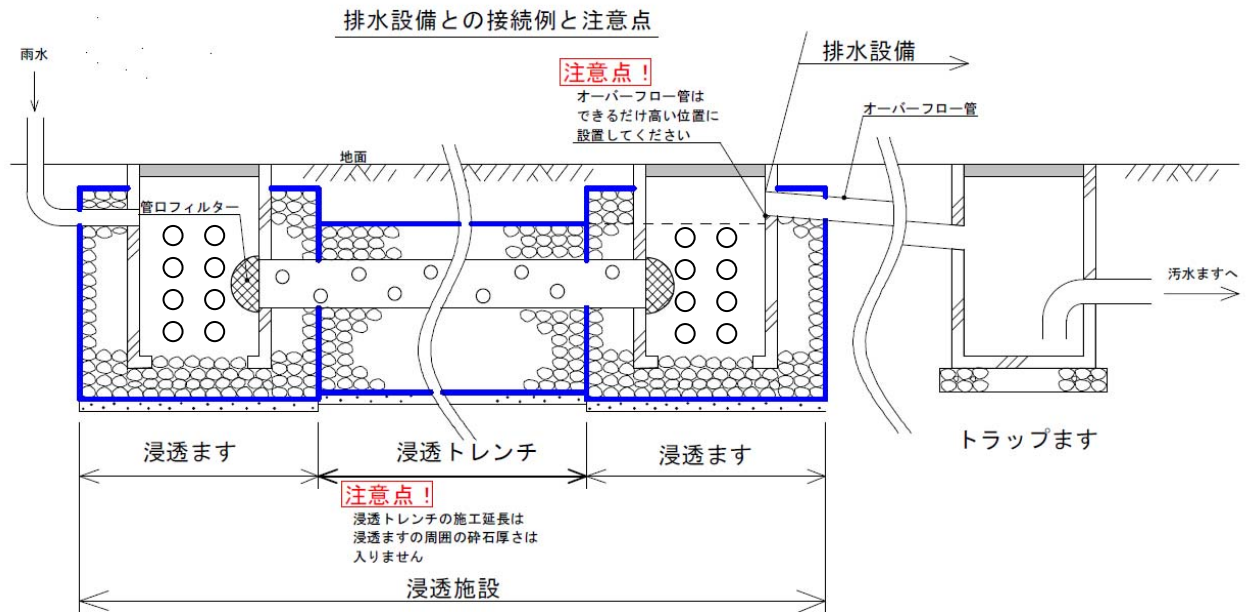 排水設備との接続例と注意点
雨水
注意点！
オーバーフロー管は
できるだけ高い位置に
設置してください
排水設備
オーバーフロー管
地面
管口フィルター
汚水ますへ
浸透ます
浸透トレンチ
浸透ます
トラップます
注意点！
浸透トレンチの施工延長は
浸透ますの周囲の砕石厚さは
入りません
浸透施設